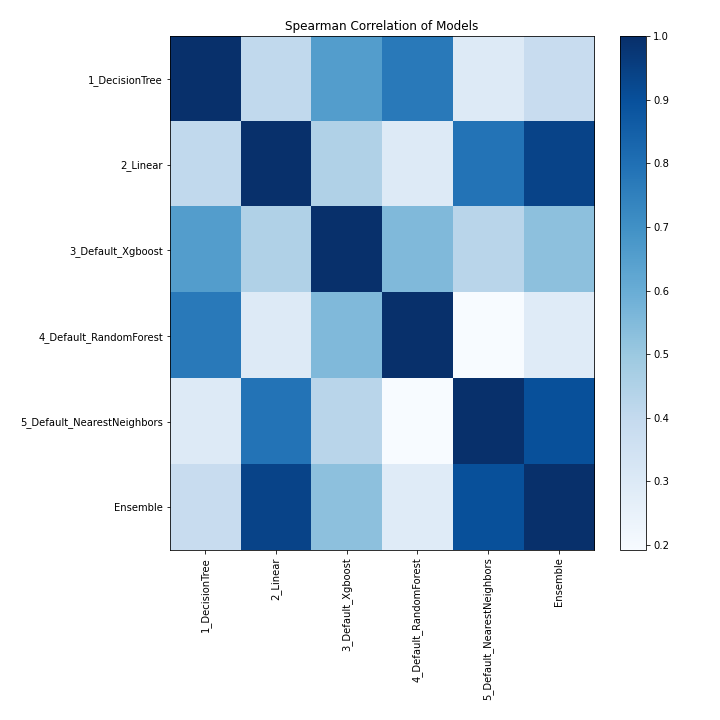 Spearman Correlation of Models
1_DecisionTree
2_Linear
3_Default_Xgboost
4_Default_RandomForest
5_Default_NearestNeighbors
Ensemble
1_DecisionTree
2_Linear
3_Default_Xgboost
4_Default_RandomForest
5_Default_NearestNeighbors
Ensemble
1.0
0.9
0.8
0.7
0.6
0.5
0.4
0.3
0.2